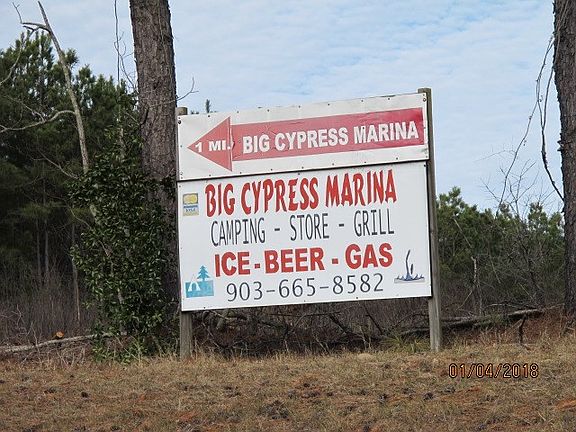 1 MI. BIG CYPRESS MARINA
BIG CYPRESS MARINA
CAMPING - STORE - GRILL
ICE - BEER - GAS
903-665-8582
01/04/2018